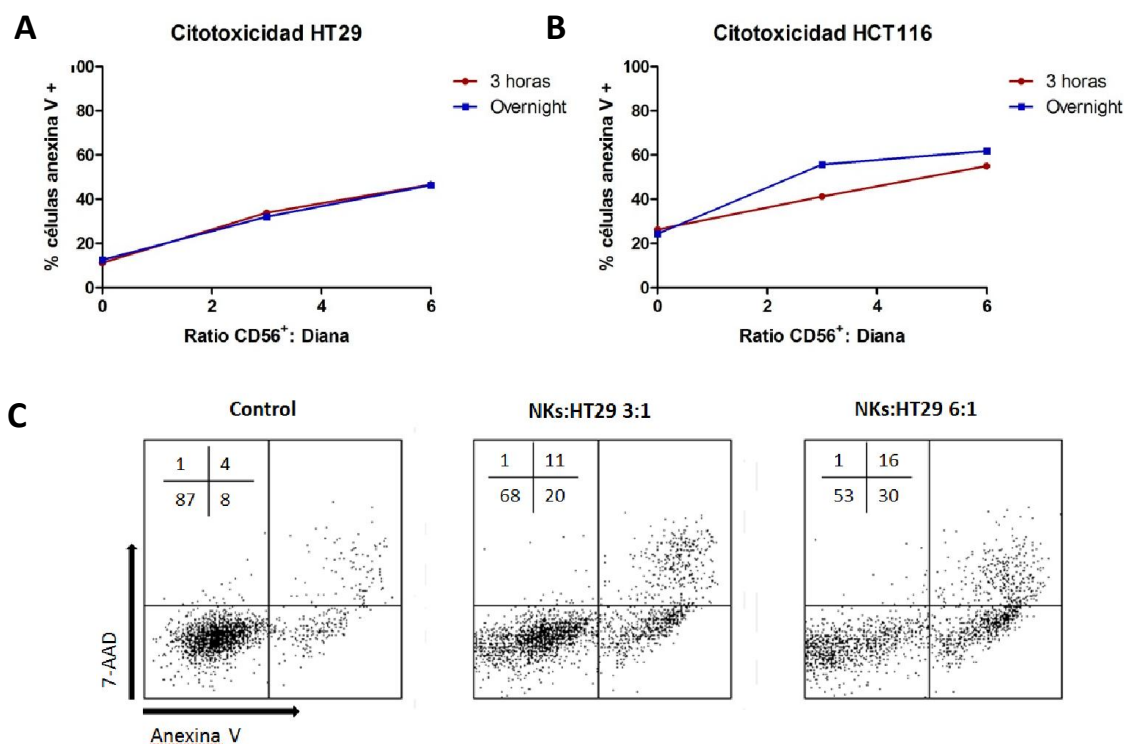 A
Citotoxicidad HT29
% células anexina V +
00
80
60
40
20
0
0 2 4 6
Ratio CD56+: Diana
3 horas
Overnight
B
Citotoxicidad HCT116
% células anexina V +
100
80
60
40
20
0
0 2 4 6
Ratio CD56+: Diana
3 horas
Overnight
C
Control
1 4
87 8
NKs:HT29 3:1
1 11
68 20
NKs:HT29 6:1
1 16
53 30
7-AAD
Anexina V